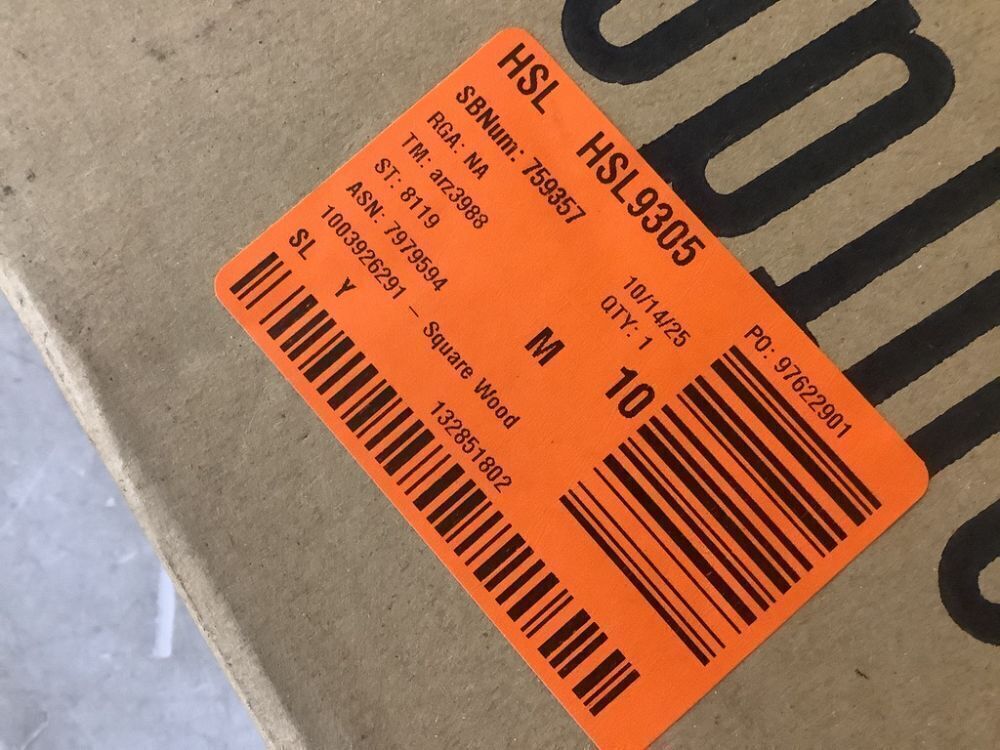 HSL HSL9305
SBNum: 759357
RGA: NA 10/14/25
TM: arz3988 QTY: 1
ST: 8119
ASN: 7979594 M 10
1003926291 - Square Wood
SL Y 132851802
PO: 97622901